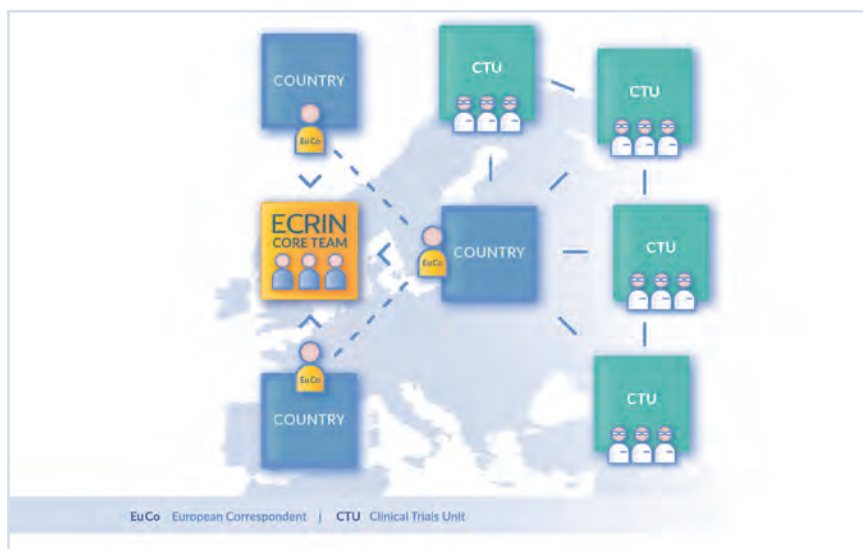 COUNTRY
EuCo
CTU
CTU
ECRIN
CORE TEAM
EuCo
COUNTRY
CTU
EuCo
COUNTRY
CTU
EuCo European Correspondent | CTU Clinical Trials Unit